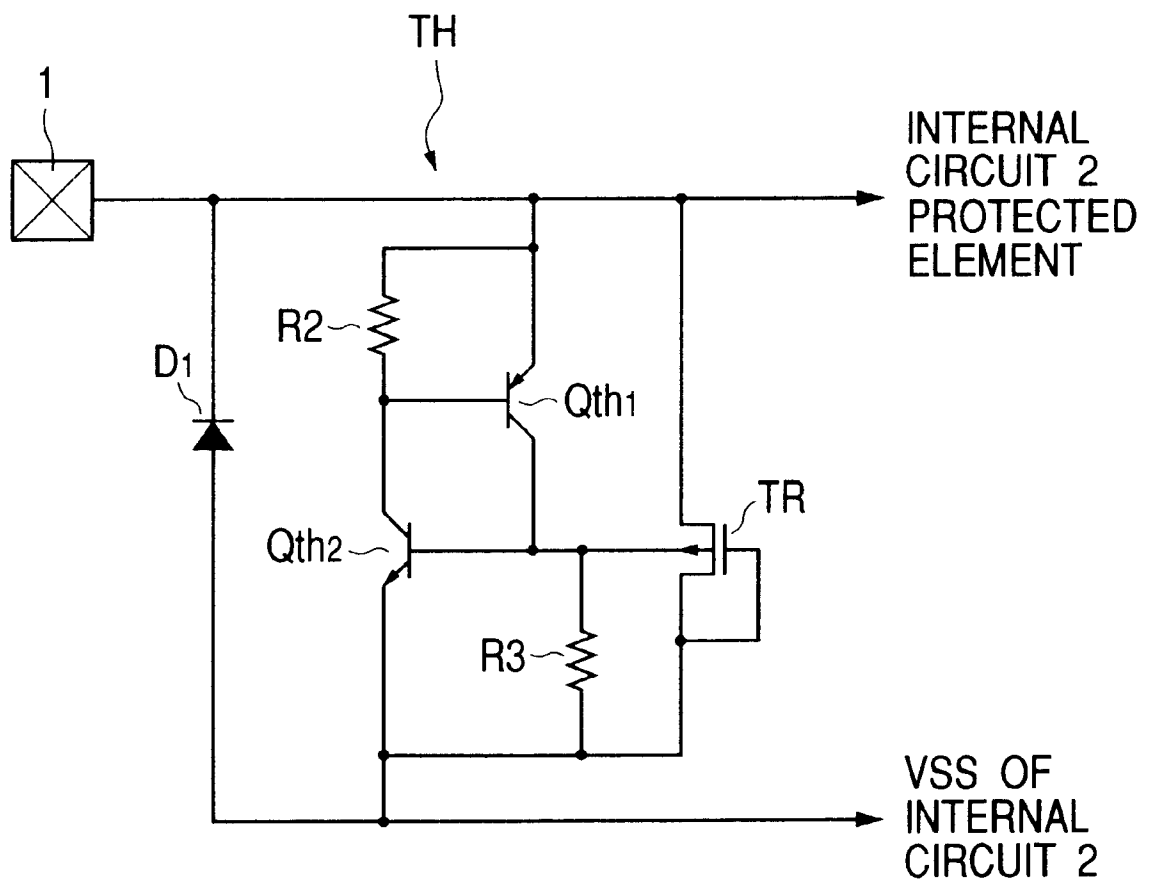 TH
1
INTERNAL
CIRCUIT 2
PROTECTED
ELEMENT
R2
D1
Qth1
TR
Qth2
R3
VSS OF
INTERNAL
CIRCUIT 2